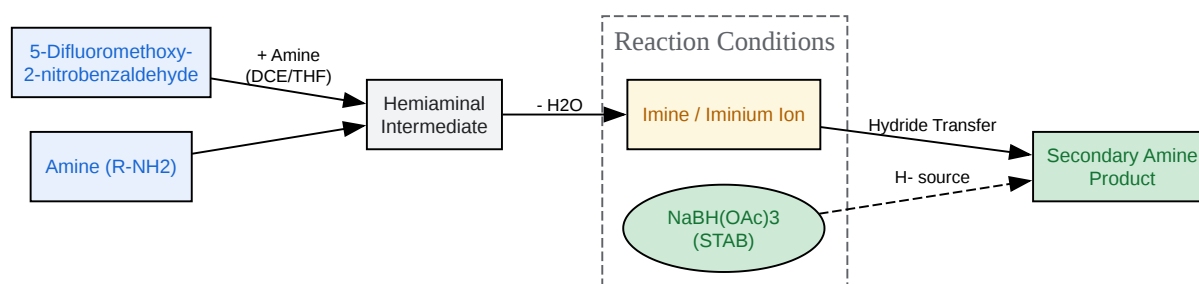 5-Difluoromethoxy-
2-nitrobenzaldehyde
+ Amine
(DCE/THF)
Amine (R-NH2)
Hemiaminal
Intermediate
- H2O
Reaction Conditions
Imine / Iminium Ion
NaBH(OAc)3
(STAB)
Hydride Transfer
H- source
Secondary Amine
Product